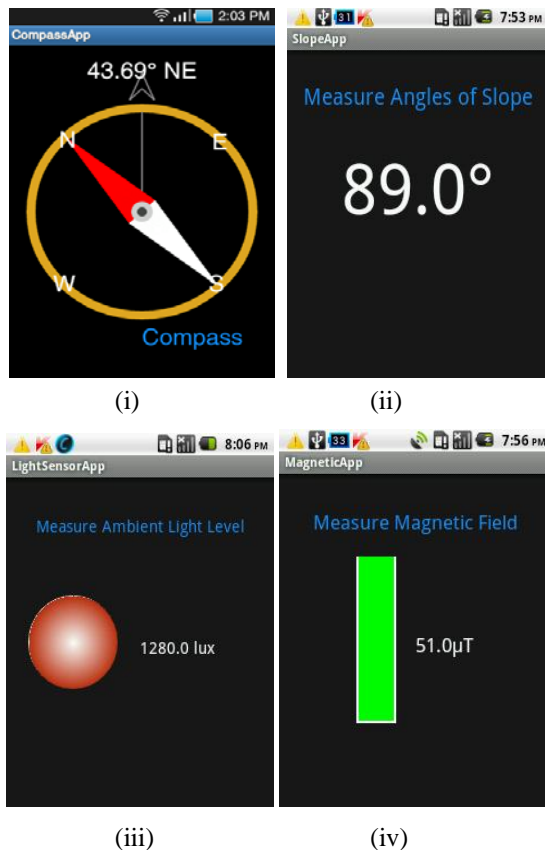 2:03 PM
CompassApp
43.69° NE
N
E
W
S
Compass
(i)
31 7:53 PM
SlopeApp
Measure Angles of Slope
89.0°
(ii)
8:06 PM
LightSensorApp
Measure Ambient Light Level
1280.0 lux
(iii)
33 7:56 PM
MagneticApp
Measure Magnetic Field
51.0µT
(iv)